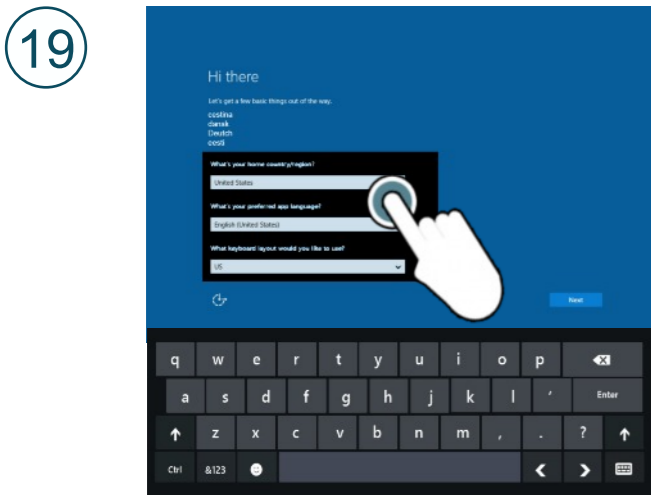 19
Hi there
Let's get a few basic things out of the way.
cestina
dansk
Deutch
eesti
What's your home country/region?
United States
What's your preferred app language?
English (United States)
What keyboard layout would you like to use?
US
Next
q w e r t y u i o p
a s d f g h j k l ' Enter
z x c v b n m , . ?
Ctrl &123